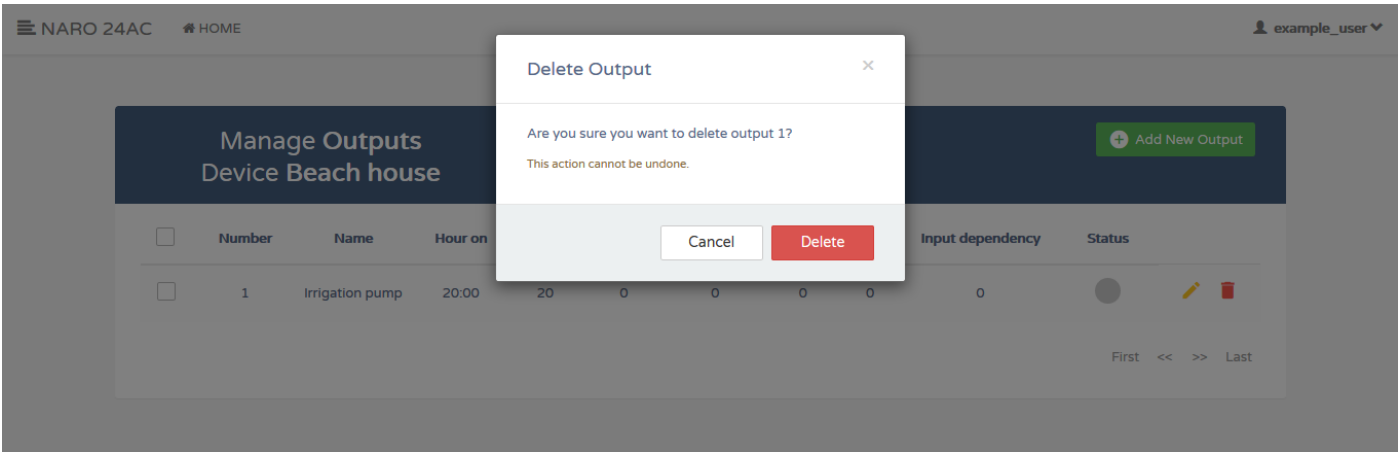 NARO 24AC HOME example_user
Delete Output ×
Are you sure you want to delete output 1?
This action cannot be undone.
Cancel Delete
Manage Outputs
Device Beach house
Add New Output
Number Name Hour on Input dependency Status
1 Irrigation pump 20:00 20 0 0 0 0 0
First << >> Last